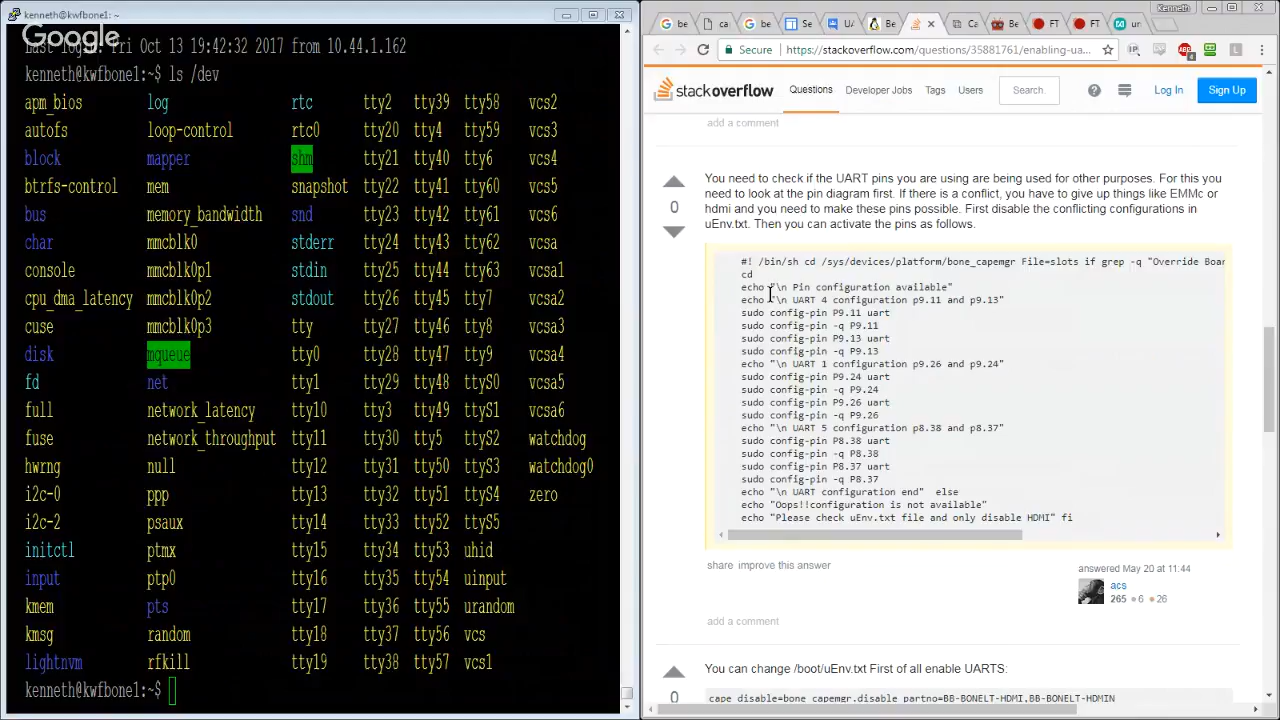 kenneth@kwfbone1: ~
Google
Last login: Fri Oct 13 19:42:32 2017 from 10.44.1.162
kenneth@kwfbone1:~$ ls /dev
apm_bios log rtc tty2 tty39 tty58 vcs2
autofs loop-control rtc0 tty20 tty4 tty59 vcs3
block mapper shm tty21 tty40 tty6 vcs4
btrfs-control mem snapshot tty22 tty41 tty60 vcs5
bus memory_bandwidth snd tty23 tty42 tty61 vcs6
char mmcblk0 stderr tty24 tty43 tty62 vcsa
console mmcblk0p1 stdin tty25 tty44 tty63 vcsa1
cpu_dma_latency mmcblk0p2 stdout tty26 tty45 tty7 vcsa2
cuse mmcblk0p3 tty tty27 tty46 tty8 vcsa3
disk mqueue tty0 tty28 tty47 tty9 vcsa4
fd net tty1 tty29 tty48 ttyS0 vcsa5
full network_latency tty10 tty3 tty49 ttyS1 vcsa6
fuse network_throughput tty11 tty30 tty5 ttyS2 watchdog
hwrng null tty12 tty31 tty50 ttyS3 watchdog0
i2c-0 ppp tty13 tty32 tty51 ttyS4 zero
i2c-2 psaux tty14 tty33 tty52 ttyS5
initctl ptmx tty15 tty34 tty53 uhid
input ptp0 tty16 tty35 tty54 uinput
kmem pts tty17 tty36 tty55 urandom
kmsg random tty18 tty37 tty56 vcs
lightnvm rfkill tty19 tty38 tty57 vcs1
kenneth@kwfbone1:~$
Kenneth
be ca be Se Be Ca be FT FT ur
Secure https://stackoverflow.com/questions/35881761/enabling-ua...
stackoverflow Questions Developer Jobs Tags Users Search. Log In Sign Up
add a comment
You need to check if the UART pins you are using are being used for other purposes. For this you
need to look at the pin diagram first. If there is a conflict, you have to give up things like EMMc or
hdmi and you need to make these pins possible. First disable the conflicting configurations in
uEnv.txt. Then you can activate the pins as follows.
0
#! /bin/sh cd /sys/devices/platform/bone_capemgr File=slots if grep -q "Override Boar
cd
echo "\n Pin configuration available"
echo "\n UART 4 configuration p9.11 and p9.13"
sudo config-pin P9.11 uart
sudo config-pin -q P9.11
sudo config-pin P9.13 uart
sudo config-pin -q P9.13
echo "\n UART 1 configuration p9.26 and p9.24"
sudo config-pin P9.24 uart
sudo config-pin -q P9.24
sudo config-pin P9.26 uart
sudo config-pin -q P9.26
echo "\n UART 5 configuration p8.38 and p8.37"
sudo config-pin P8.38 uart
sudo config-pin -q P8.38
sudo config-pin P8.37 uart
sudo config-pin -q P8.37
echo "\n UART configuration end" else
echo "Oops!!configuration is not available"
echo "Please check uEnv.txt file and only disable HDMI" fi
share improve this answer
answered May 20 at 11:44
acs
265 6 26
add a comment
You can change /boot/uEnv.txt First of all enable UARTS:
0
cape_disable=bone_capemgr.disable_partno=BB-BONELT-HDMI,BB-BONELT-HDMIN